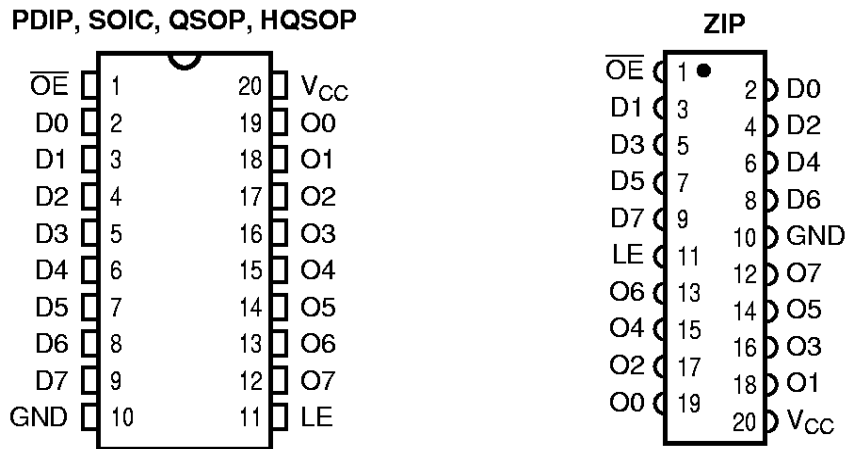 PDIP, SOIC, QSOP, HQSOP
OE 1 20 VCC
D0 2 19 O0
D1 3 18 O1
D2 4 17 O2
D3 5 16 O3
D4 6 15 O4
D5 7 14 O5
D6 8 13 O6
D7 9 12 O7
GND 10 11 LE
ZIP
OE 1
2 D0
D1 3
4 D2
D3 5
6 D4
D5 7
8 D6
D7 9
10 GND
LE 11
12 O7
O6 13
14 O5
O4 15
16 O3
O2 17
18 O1
O0 19
20 VCC